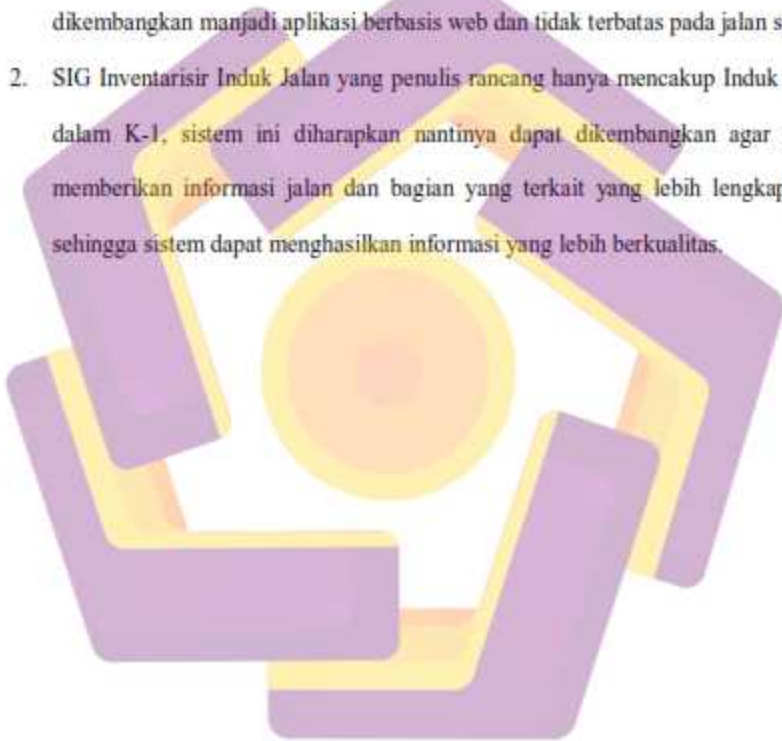 dikembangkan manjadi aplikasi berbasis web dan tidak terbatas pada jalan s
2. SIG Inventarisir Induk Jalan yang penulis rancang hanya mencakup Induk
dalam K-1, sistem ini diharapkan nantinya dapat dikembangkan agar
memberikan informasi jalan dan bagian yang terkait yang lebih lengkap
sehingga sistem dapat menghasilkan informasi yang lebih berkualitas.